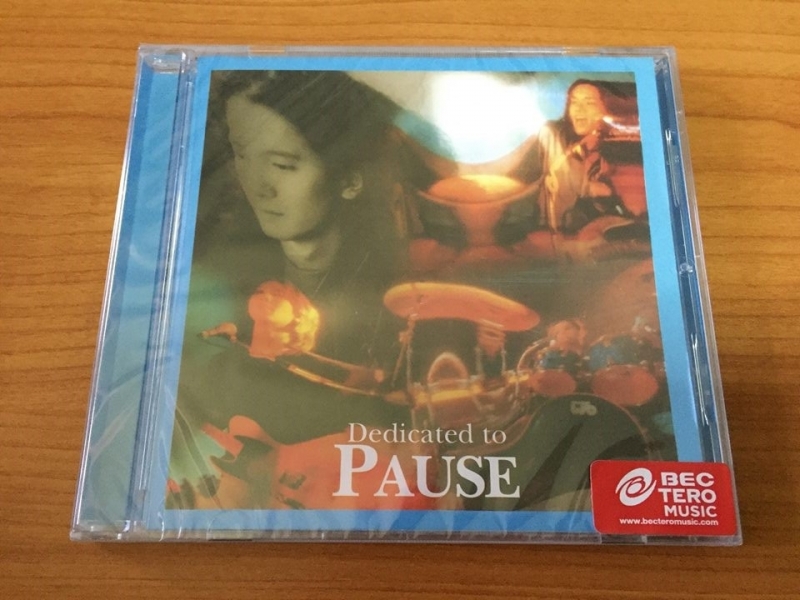 Dedicated to
PAUSE
BEC
TERO
MUSIC
www.becteromusic.com